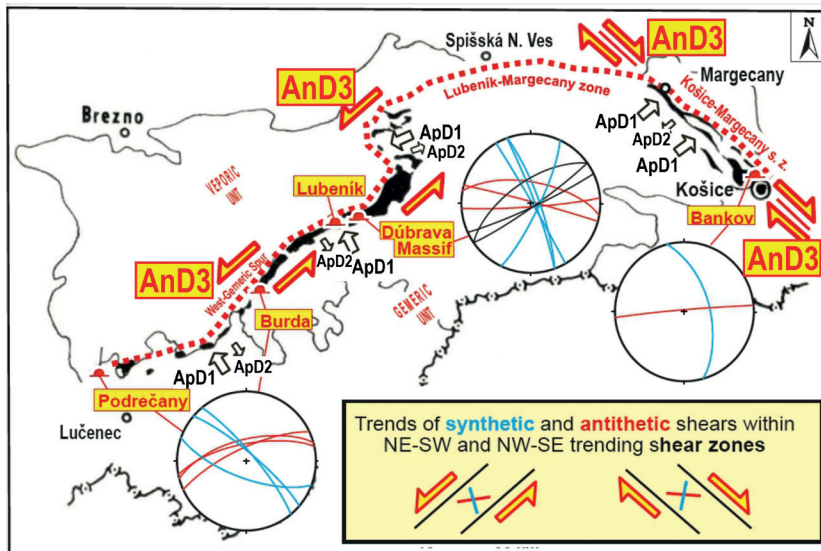 N
Spišská N. Ves
AnD3
Margecany
Lubeník-Margecany zone
Košice-Margecany s. z.
AnD3
Brezno
ApD1
ApD2
ApD1
ApD2
ApD1
VEPORIC
UNIT
Lubeník
Košice
Bankov
Dúbrava
Massif
AnD3
ApD2
ApD1
AnD3
West-Gemeric Spur
GEMERIC
UNIT
Burda
ApD1
ApD2
Podrečany
Lučenec
Trends of synthetic and antithetic shears within
NE-SW and NW-SE trending shear zones